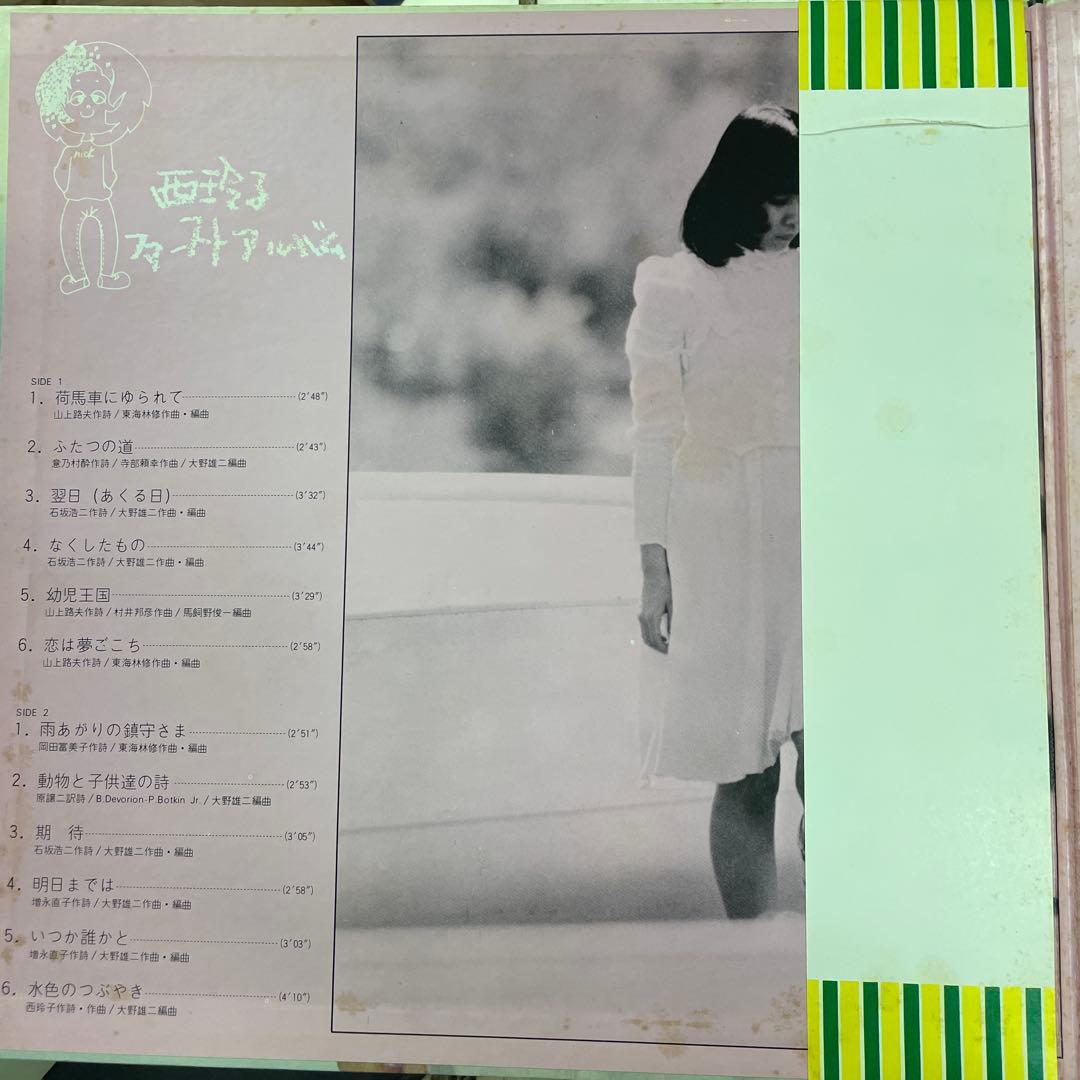 nick
西玲子
ファーストアルバム
SIDE 1
1. 荷馬車にゆられて (2'48")
山上路夫作詩/東海林修作曲・編曲
2. ふたつの道 (2'43")
意乃村酔作詩/寺部頼幸作曲/大野雄二編曲
3. 翌日 (あくる日) (3'32")
石坂浩二作詩/大野雄二作曲・編曲
4. なくしたもの (3'44")
石坂浩二作詩/大野雄二作曲・編曲
5. 幼児王国 (3'29")
山上路夫作詩/村井邦彦作曲/馬飼野俊一編曲
6. 恋は夢ごこち (2'58")
山上路夫作詩/東海林修作曲・編曲
SIDE 2
1. 雨あがりの鎮守さま (2'51")
岡田冨美子作詩/東海林修作曲・編曲
2. 動物と子供達の詩 (2'53")
原譲二訳詩/B.Devorion-P.Botkin Jr./大野雄二編曲
3. 期 待 (3'05")
石坂浩二作詩/大野雄二作曲・編曲
4. 明日までは (2'58")
増永直子作詩/大野雄二作曲・編曲
5. いつか誰かと (3'03")
増永直子作詩/大野雄二作曲・編曲
6. 水色のつぶやき (4'10")
西玲子作詩・作曲/大野雄二編曲